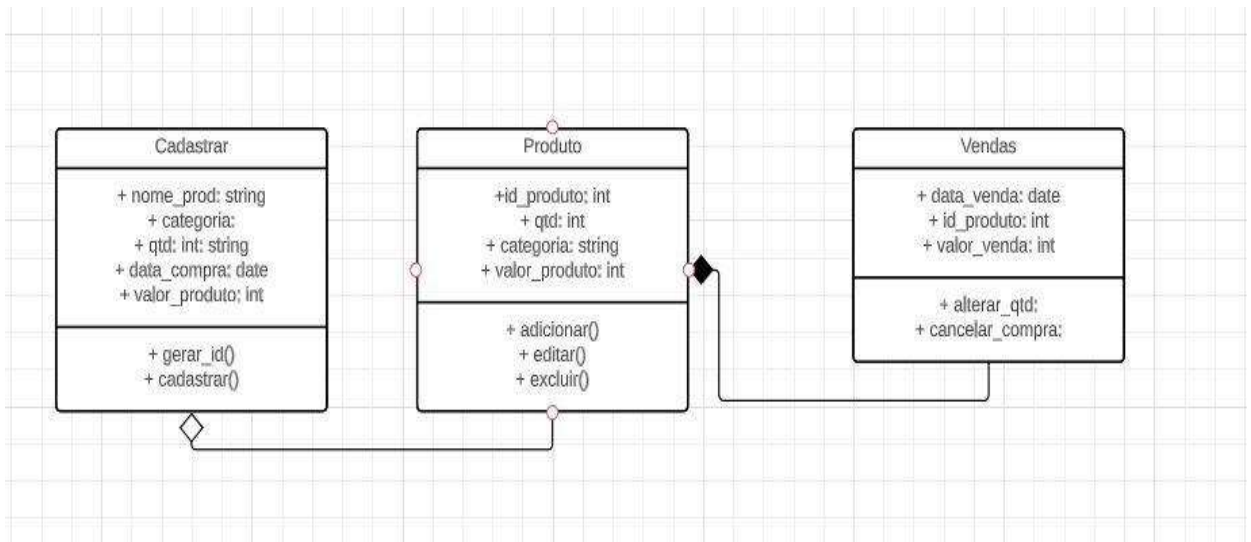 Cadastrar
+ nome_prod: string
+ categoria:
+ qtd: int: string
+ data_compra: date
+ valor_produto: int
+ gerar_id()
+ cadastrar()
Produto
+id_produto: int
+ qtd: int
+ categoria: string
+ valor_produto: int
+ adicionar()
+ editar()
+ excluir()
Vendas
+ data_venda: date
+ id_produto: int
+ valor_venda: int
+ alterar_qtd:
+ cancelar_compra: